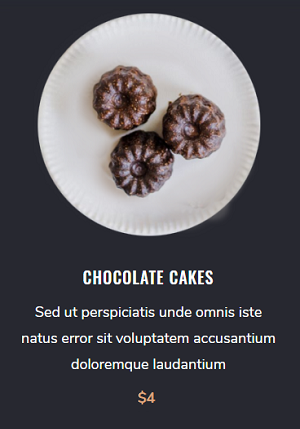 CHOCOLATE CAKES
Sed ut perspiciatis unde omnis iste
natus error sit voluptatem accusantium
doloremque laudantium
$4